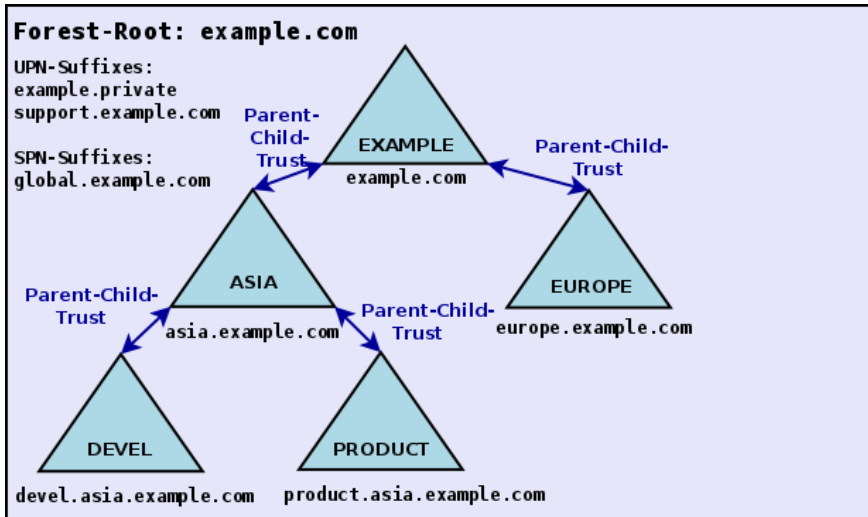 Forest-Root: example.com
UPN-Suffixes:
example.private
support.example.com
SPN-Suffixes:
global.example.com
Parent-
Child-
Trust
EXAMPLE
example.com
Parent-Child-
Trust
ASIA
asia.example.com
EUROPE
europe.example.com
Parent-Child-
Trust
Parent-Child-
Trust
DEVEL
devel.asia.example.com
PRODUCT
product.asia.example.com